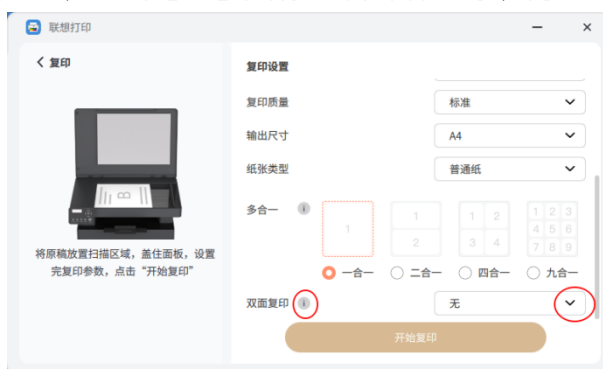 联想打印
复印
将原稿放置扫描区域，盖住面板，设置
完复印参数，点击“开始复印”
复印设置
复印质量 标准
输出尺寸 A4
纸张类型 普通纸
多合一
1
1
2
1 2
3 4
1 2 3
4 5 6
7 8 9
一合一 二合一 四合一 九合一
双面复印 无
开始复印